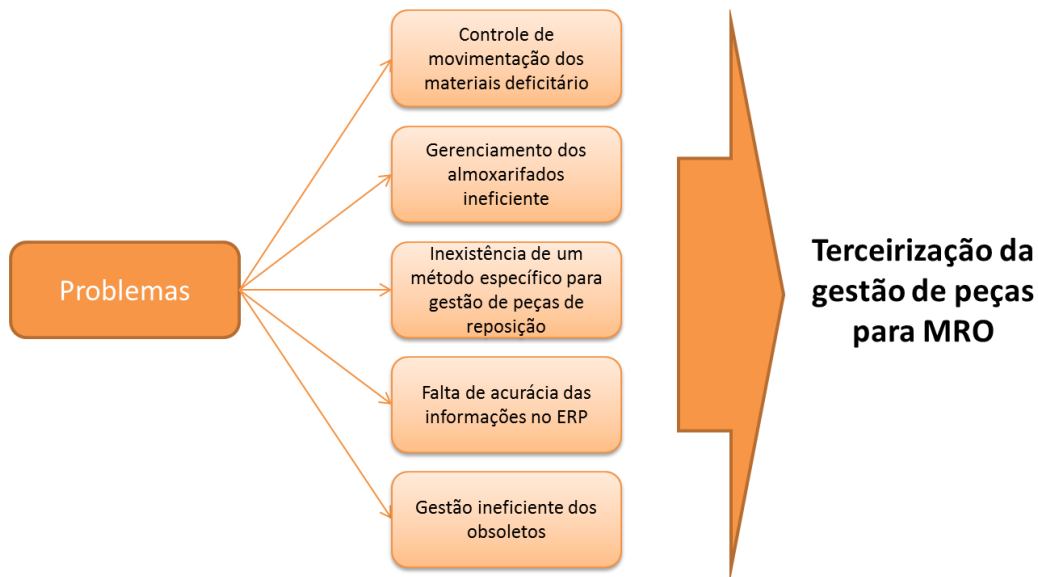 Problemas
Controle de
movimentação dos
materiais deficitário
Gerenciamento dos
almoxarifados
ineficiente
Inexistência de um
método específico para
gestão de peças de
reposição
Falta de acurácia das
informações no ERP
Gestão ineficiente dos
obsoletos
Terceirização da
gestão de peças
para MRO